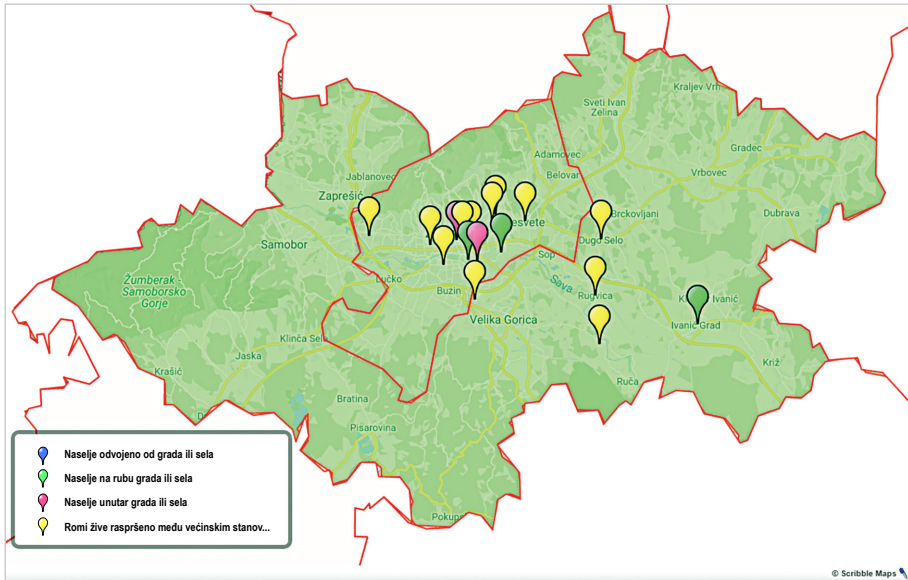 Kraljev Vrh
Sveti Ivan
Zelina
Gradec
Adamovec
Vrbovec
Belovar
Jablanovec
Zaprešić
Dubrava
Brckovljani
Samobor
Dugo Selo
Sop
Žumberak -
Samoborsko
Gorje
Lučko
Sava
Rugvica
Buzin
Ivanić
Velika Gorica
Ivanić Grad
Klinča Sela
Jaska
Križ
Krašić
Ruča
Bratina
Pisarovina
Naselje odvojeno od grada ili sela
Naselje na rubu grada ili sela
Naselje unutar grada ili sela
Romi žive raspršeno među većinskim stanov...
© Scribble Maps